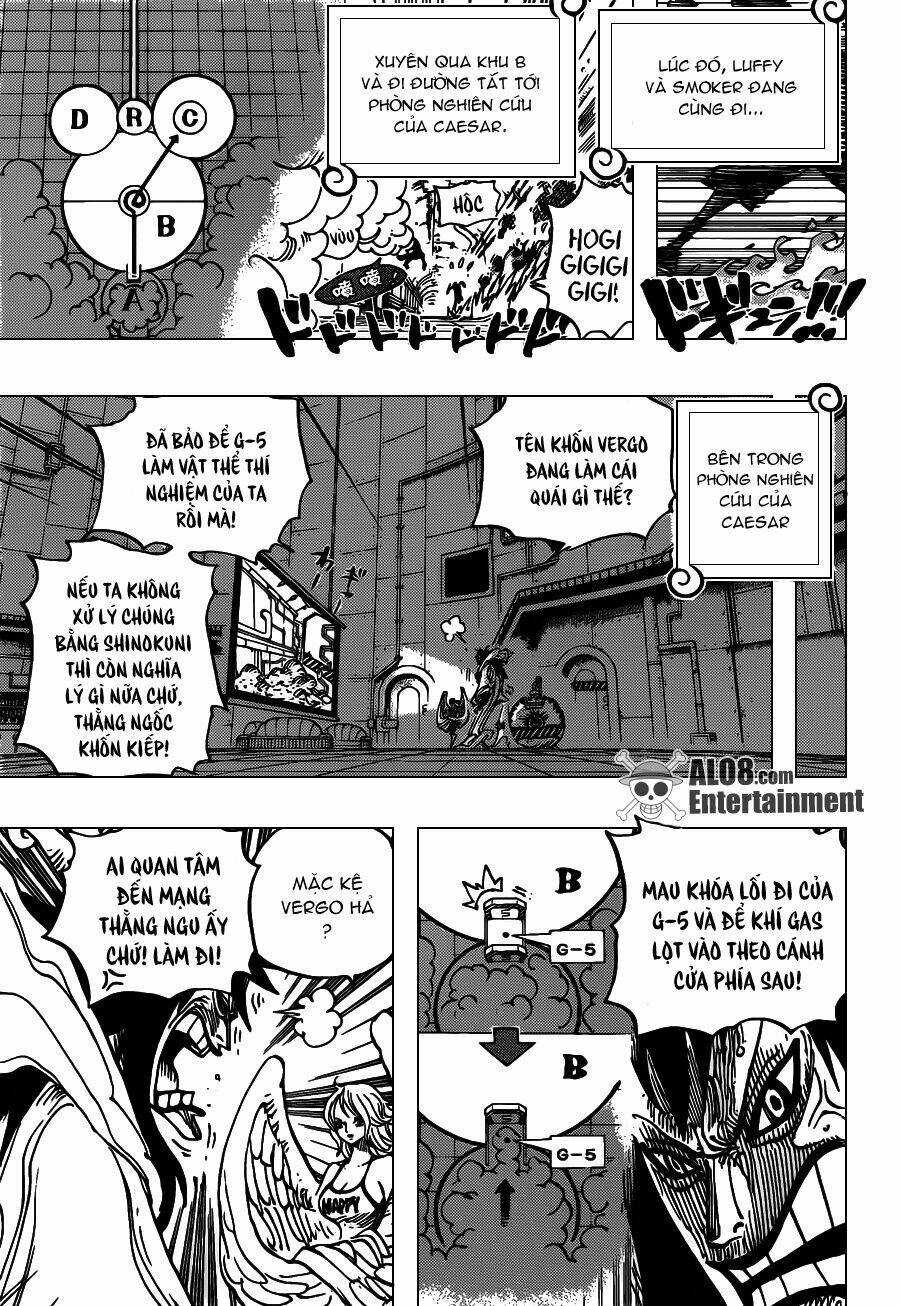 LÚC ĐÓ, LUFFY
VÀ SMOKER ĐANG
CÙNG ĐI...
XUYÊN QUA KHU B
VÀ ĐI ĐƯỜNG TẮT TỚI
PHÒNG NGHIÊN CỨU
CỦA CAESAR.
D
R
C
B
A
HỘC
VÙU
HOGI
GIGIGI
GIGI!
ドギュン!!!
ドドドドドドド
BÊN TRONG
PHÒNG NGHIÊN
CỨU CỦA
CAESAR
TÊN KHỐN VERGO
ĐANG LÀM CÁI
QUÁI GÌ THẾ?
ĐÃ BẢO ĐỂ G-5
LÀM VẬT THỂ THÍ
NGHIỆM CỦA TA
RỒI MÀ!
NẾU TA KHÔNG
XỬ LÝ CHÚNG
BẰNG SHINOKUNI
THÌ CÒN NGHĨA
LÝ GÌ NỮA CHỨ,
THẰNG NGỐC
KHỐN KIẾP!
ALO8.com
Entertainment
MAU KHÓA LỐI ĐI CỦA
G-5 VÀ ĐỂ KHÍ GAS
LỌT VÀO THEO CÁNH
CỬA PHÍA SAU!
B
G-5
B
G-5
MẶC KỆ
VERGO HẢ
?
AI QUAN TÂM
ĐẾN MẠNG
THẰNG NGU ẤY
CHỨ! LÀM ĐI!
HAPPY